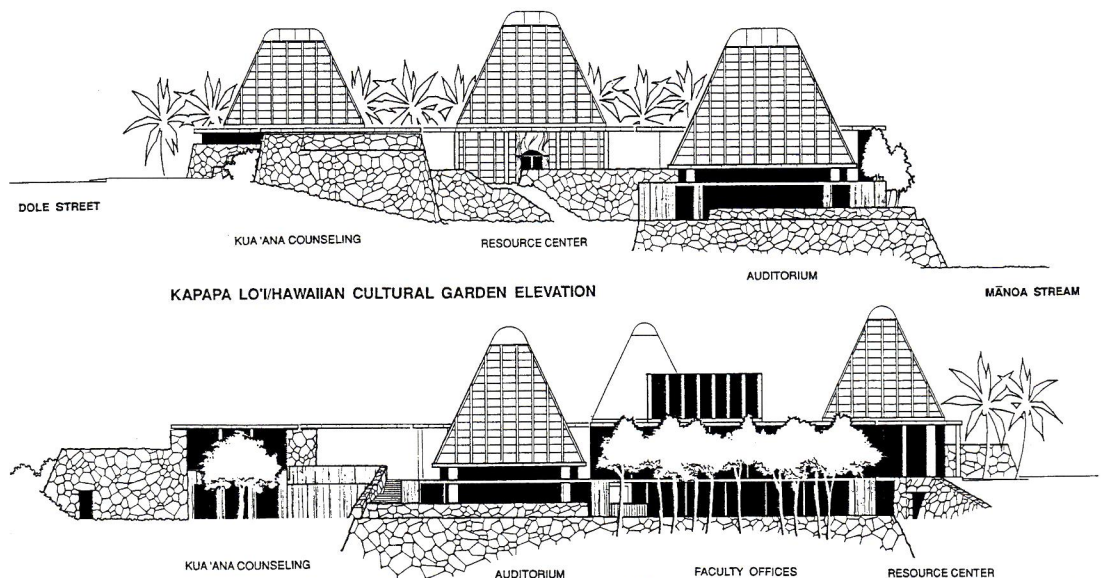 DOLE STREET
KUA 'ANA COUNSELING
RESOURCE CENTER
AUDITORIUM
KAPAPA LO'I/HAWAIIAN CULTURAL GARDEN ELEVATION
MĀNOA STREAM
KUA 'ANA COUNSELING
AUDITORIUM
FACULTY OFFICES
RESOURCE CENTER